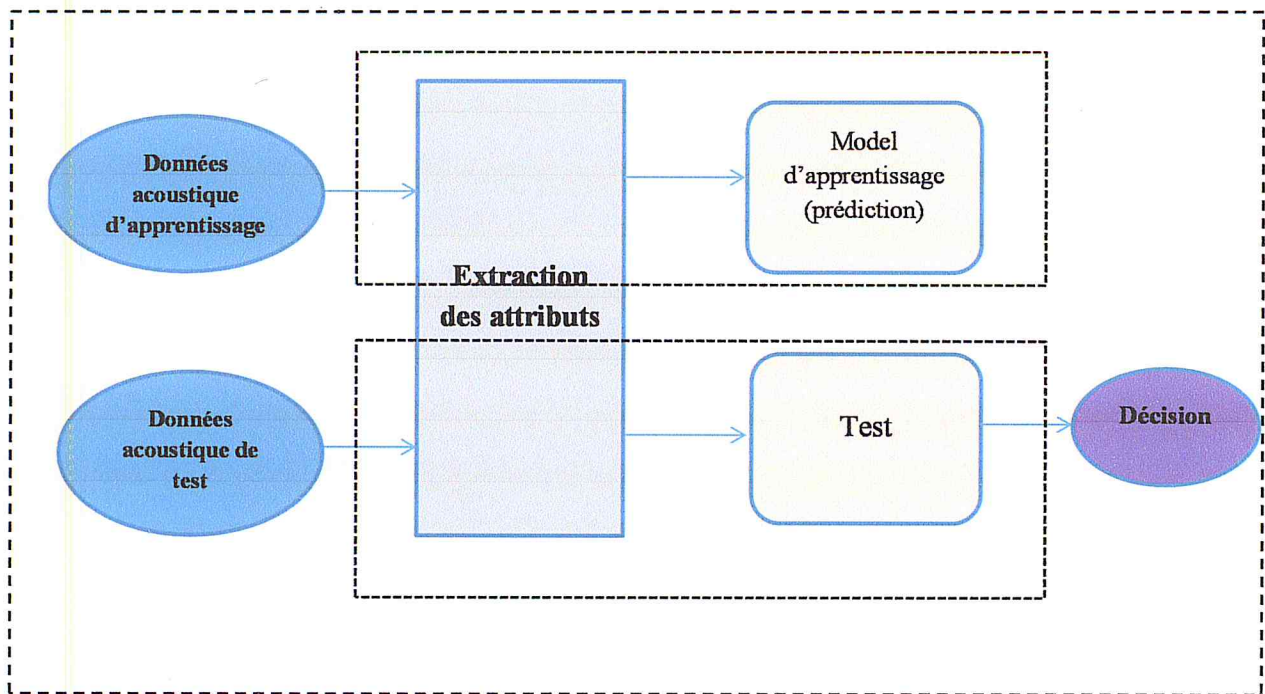 Données
acoustique
d'apprentissage
Extraction
des attributs
Model
d'apprentissage
(prédiction)
Données
acoustique de
test
Test
Décision